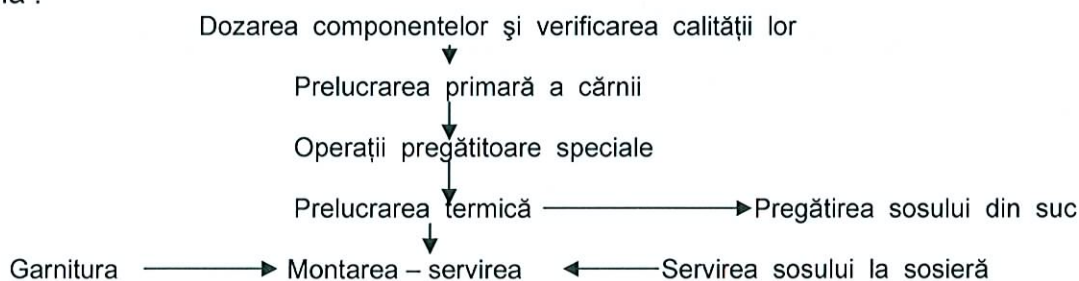 Dozarea componentelor şi verificarea calităţii lor
Prelucrarea primară a cărnii
Operaţii pregătitoare speciale
Prelucrarea termică Pregătirea sosului din suc
Garnitura Montarea – servirea Servirea sosului la sosieră